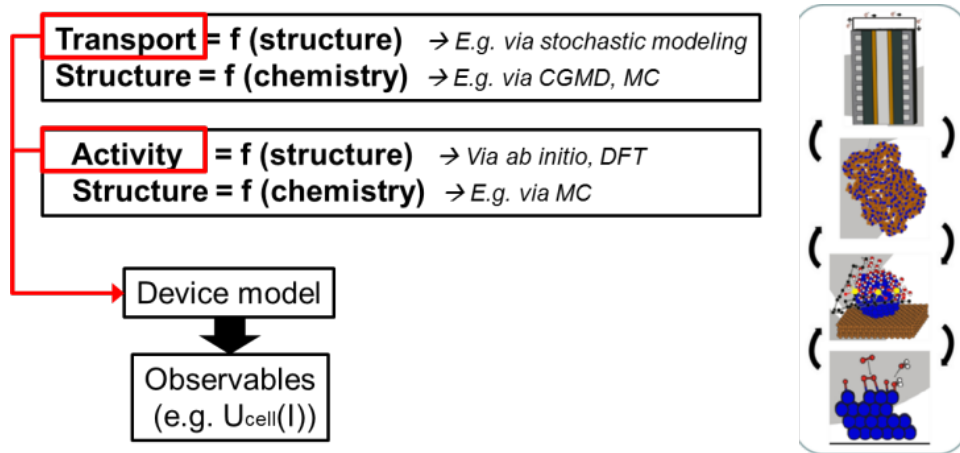 Transport = f (structure) → E.g. via stochastic modeling
Structure = f (chemistry) → E.g. via CGMD, MC
Activity = f (structure) → Via ab initio, DFT
Structure = f (chemistry) → E.g. via MC
Device model
Observables
(e.g. Ucell(I))